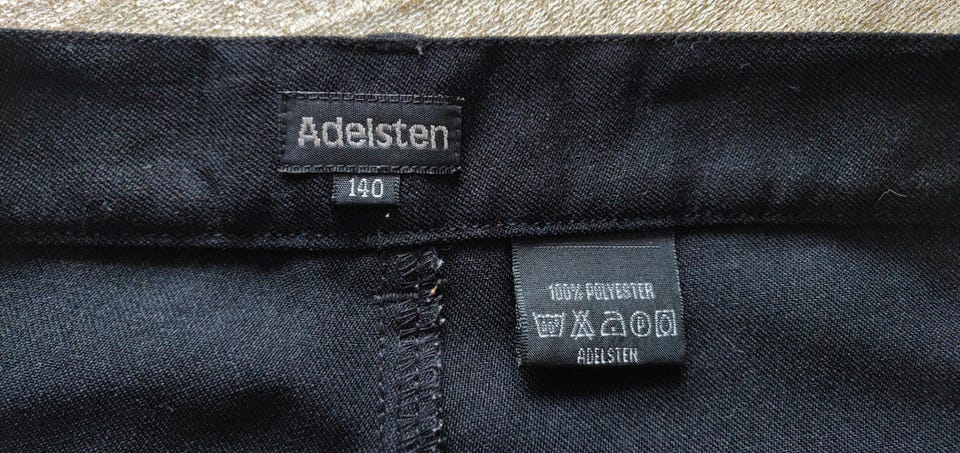 Adelsten
140
100% POLYESTER
ADELSTEN